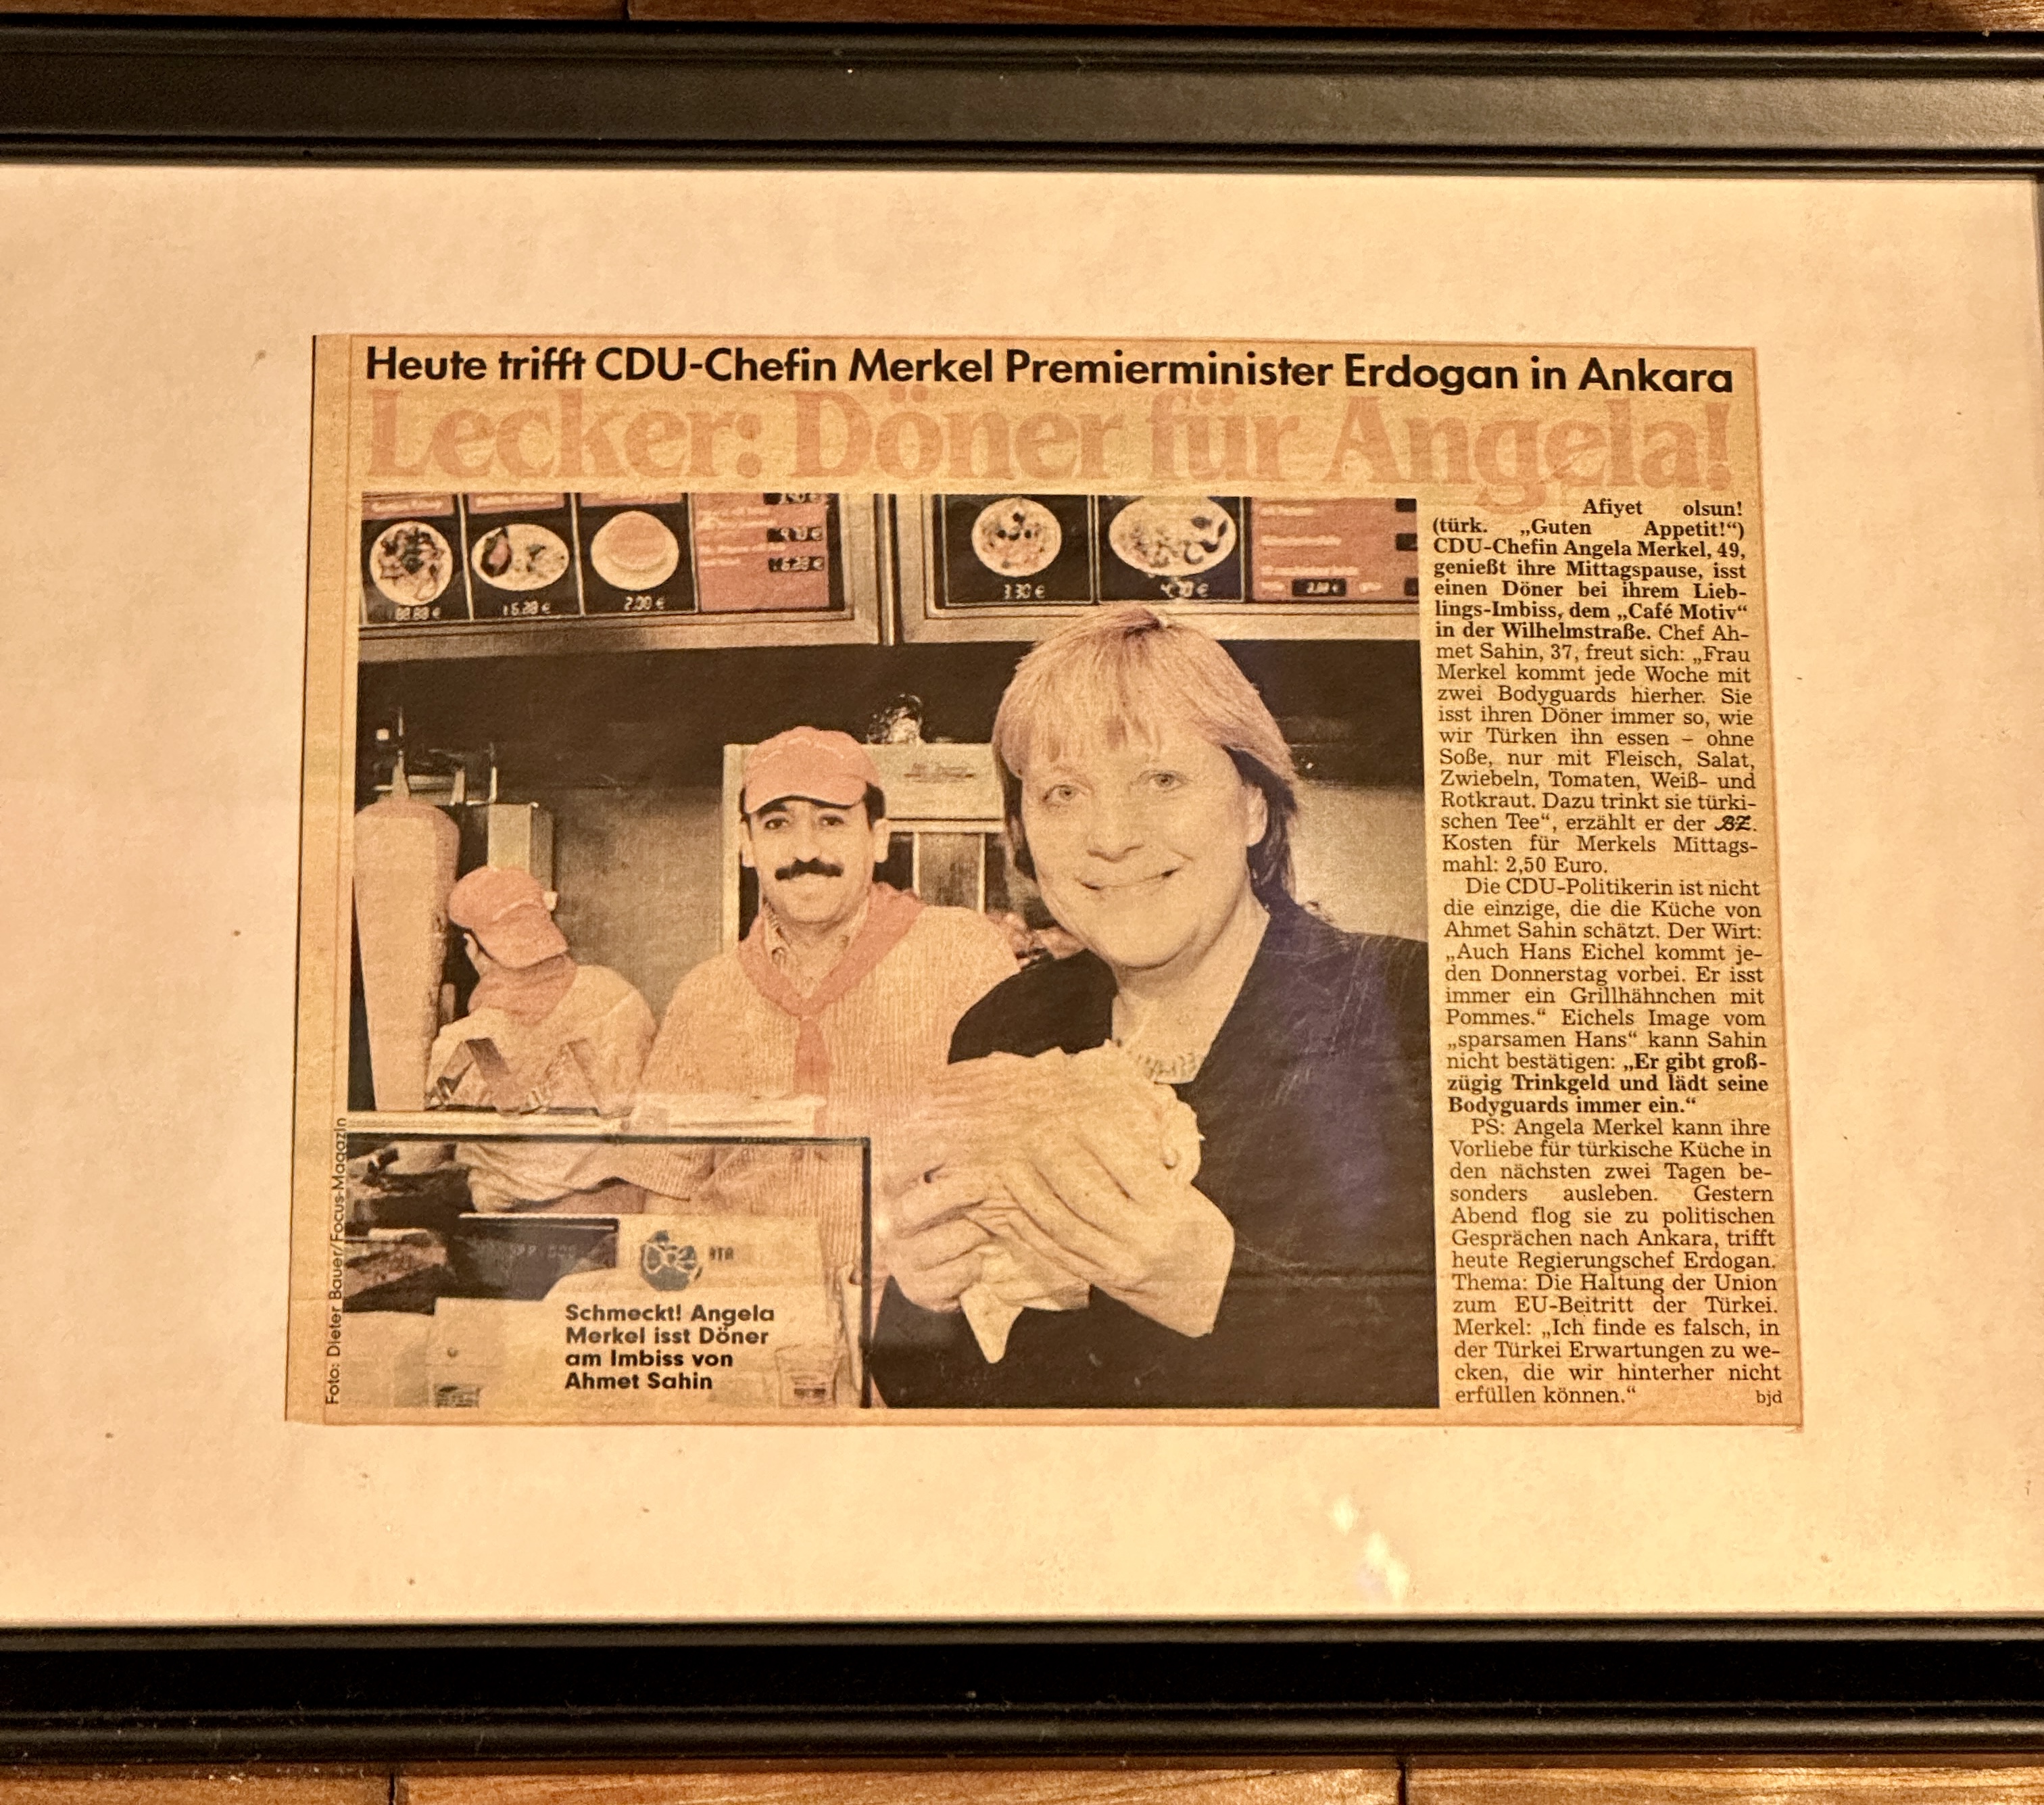 Heute trifft CDU-Chefin Merkel Premierminister Erdogan in Ankara
Lecker: Döner für Angela!
2.00 €
3.30 €
Afiyet olsun!
(türk. „Guten Appetit!“)
CDU-Chefin Angela Merkel, 49,
genießt ihre Mittagspause, isst
einen Döner bei ihrem Lieb-
lings-Imbiss, dem „Café Motiv“
in der Wilhelmstraße. Chef Ah-
met Sahin, 37, freut sich: „Frau
Merkel kommt jede Woche mit
zwei Bodyguards hierher. Sie
isst ihren Döner immer so, wie
wir Türken ihn essen – ohne
Soße, nur mit Fleisch, Salat,
Zwiebeln, Tomaten, Weiß- und
Rotkraut. Dazu trinkt sie türki-
schen Tee“, erzählt er der BZ.
Kosten für Merkels Mittags-
mahl: 2,50 Euro.
Die CDU-Politikerin ist nicht
die einzige, die die Küche von
Ahmet Sahin schätzt. Der Wirt:
„Auch Hans Eichel kommt je-
den Donnerstag vorbei. Er isst
immer ein Grillhähnchen mit
Pommes.“ Eichels Image vom
„sparsamen Hans“ kann Sahin
nicht bestätigen: „Er gibt groß-
zügig Trinkgeld und lädt seine
Bodyguards immer ein.“
PS: Angela Merkel kann ihre
Vorliebe für türkische Küche in
den nächsten zwei Tagen be-
sonders ausleben. Gestern
Abend flog sie zu politischen
Gesprächen nach Ankara, trifft
heute Regierungschef Erdogan.
Thema: Die Haltung der Union
zum EU-Beitritt der Türkei.
Merkel: „Ich finde es falsch, in
der Türkei Erwartungen zu we-
cken, die wir hinterher nicht
erfüllen können.“ bjd
Schmeckt! Angela
Merkel isst Döner
am Imbiss von
Ahmet Sahin
Foto: Dieter Bauer/Focus-Magazin